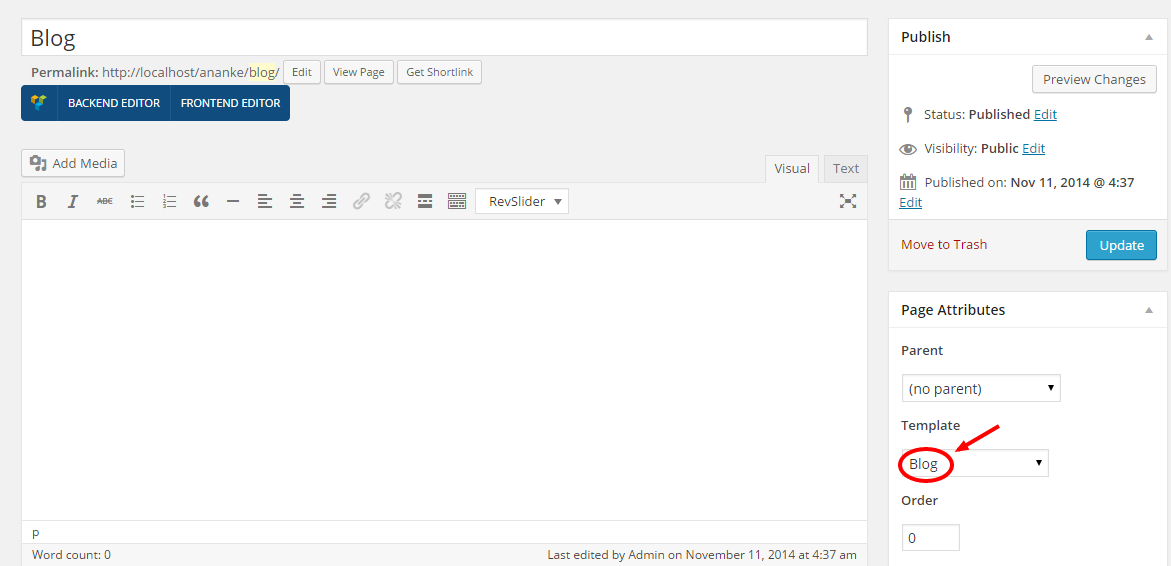 Blog
Permalink: http://localhost/ananke/blog/ Edit View Page Get Shortlink
BACKEND EDITOR FRONTEND EDITOR
Add Media
Visual Text
B I ABC RevSlider
p
Word count: 0 Last edited by Admin on November 11, 2014 at 4:37 am
Publish
Preview Changes
Status: Published Edit
Visibility: Public Edit
Published on: Nov 11, 2014 @ 4:37
Edit
Move to Trash Update
Page Attributes
Parent
(no parent)
Template
Blog
Order
0